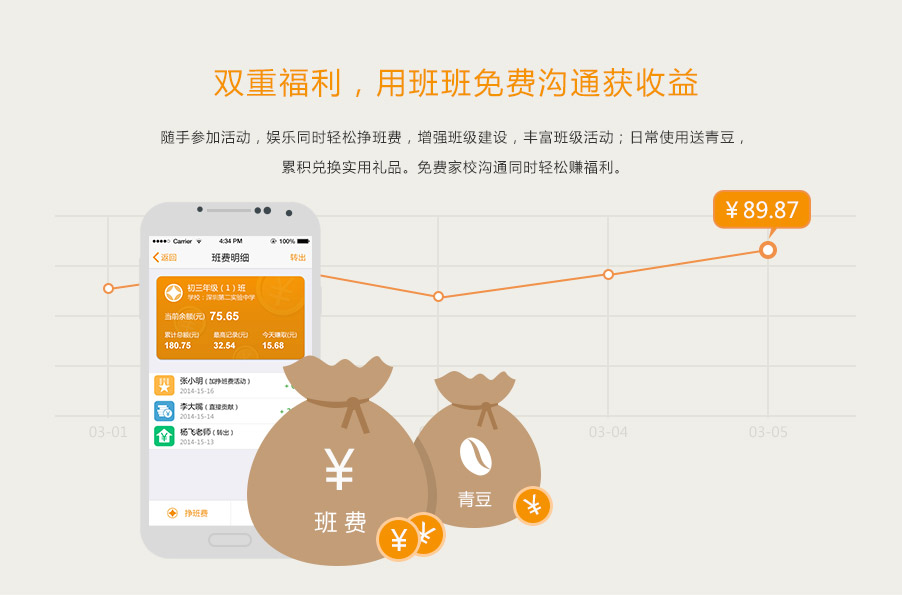 双重福利，用班班免费沟通获收益
随手参加活动，娱乐同时轻松挣班费，增强班级建设，丰富班级活动；日常使用送青豆，
累积兑换实用礼品。免费家校沟通同时轻松赚福利。
¥ 89.87
Carrier 4:34 PM 100%
返回 班费明细 转出
初三年级（1）班
学校：深圳第二实验中学
当前余额(元) 75.65
累计总额(元) 最高记录(元) 今天赚取(元)
180.75 32.54 15.68
张小明（加挣班费活动）
2014-15-16
李大嘴（直接贡献）
2014-15-14
杨飞老师（转出）
2014-15-13
挣班费
¥
班费
青豆
¥
¥
¥
03-01 03-04 03-05